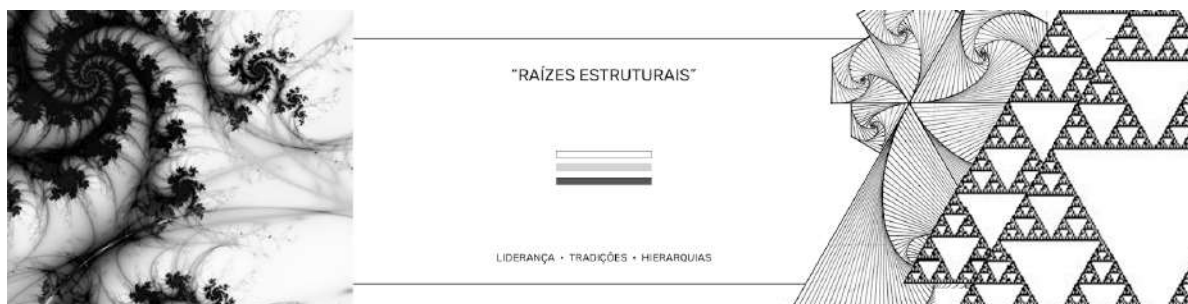 “RAÍZES ESTRUTURAIS”
LIDERANÇA • TRADIÇÕES • HIERARQUIAS